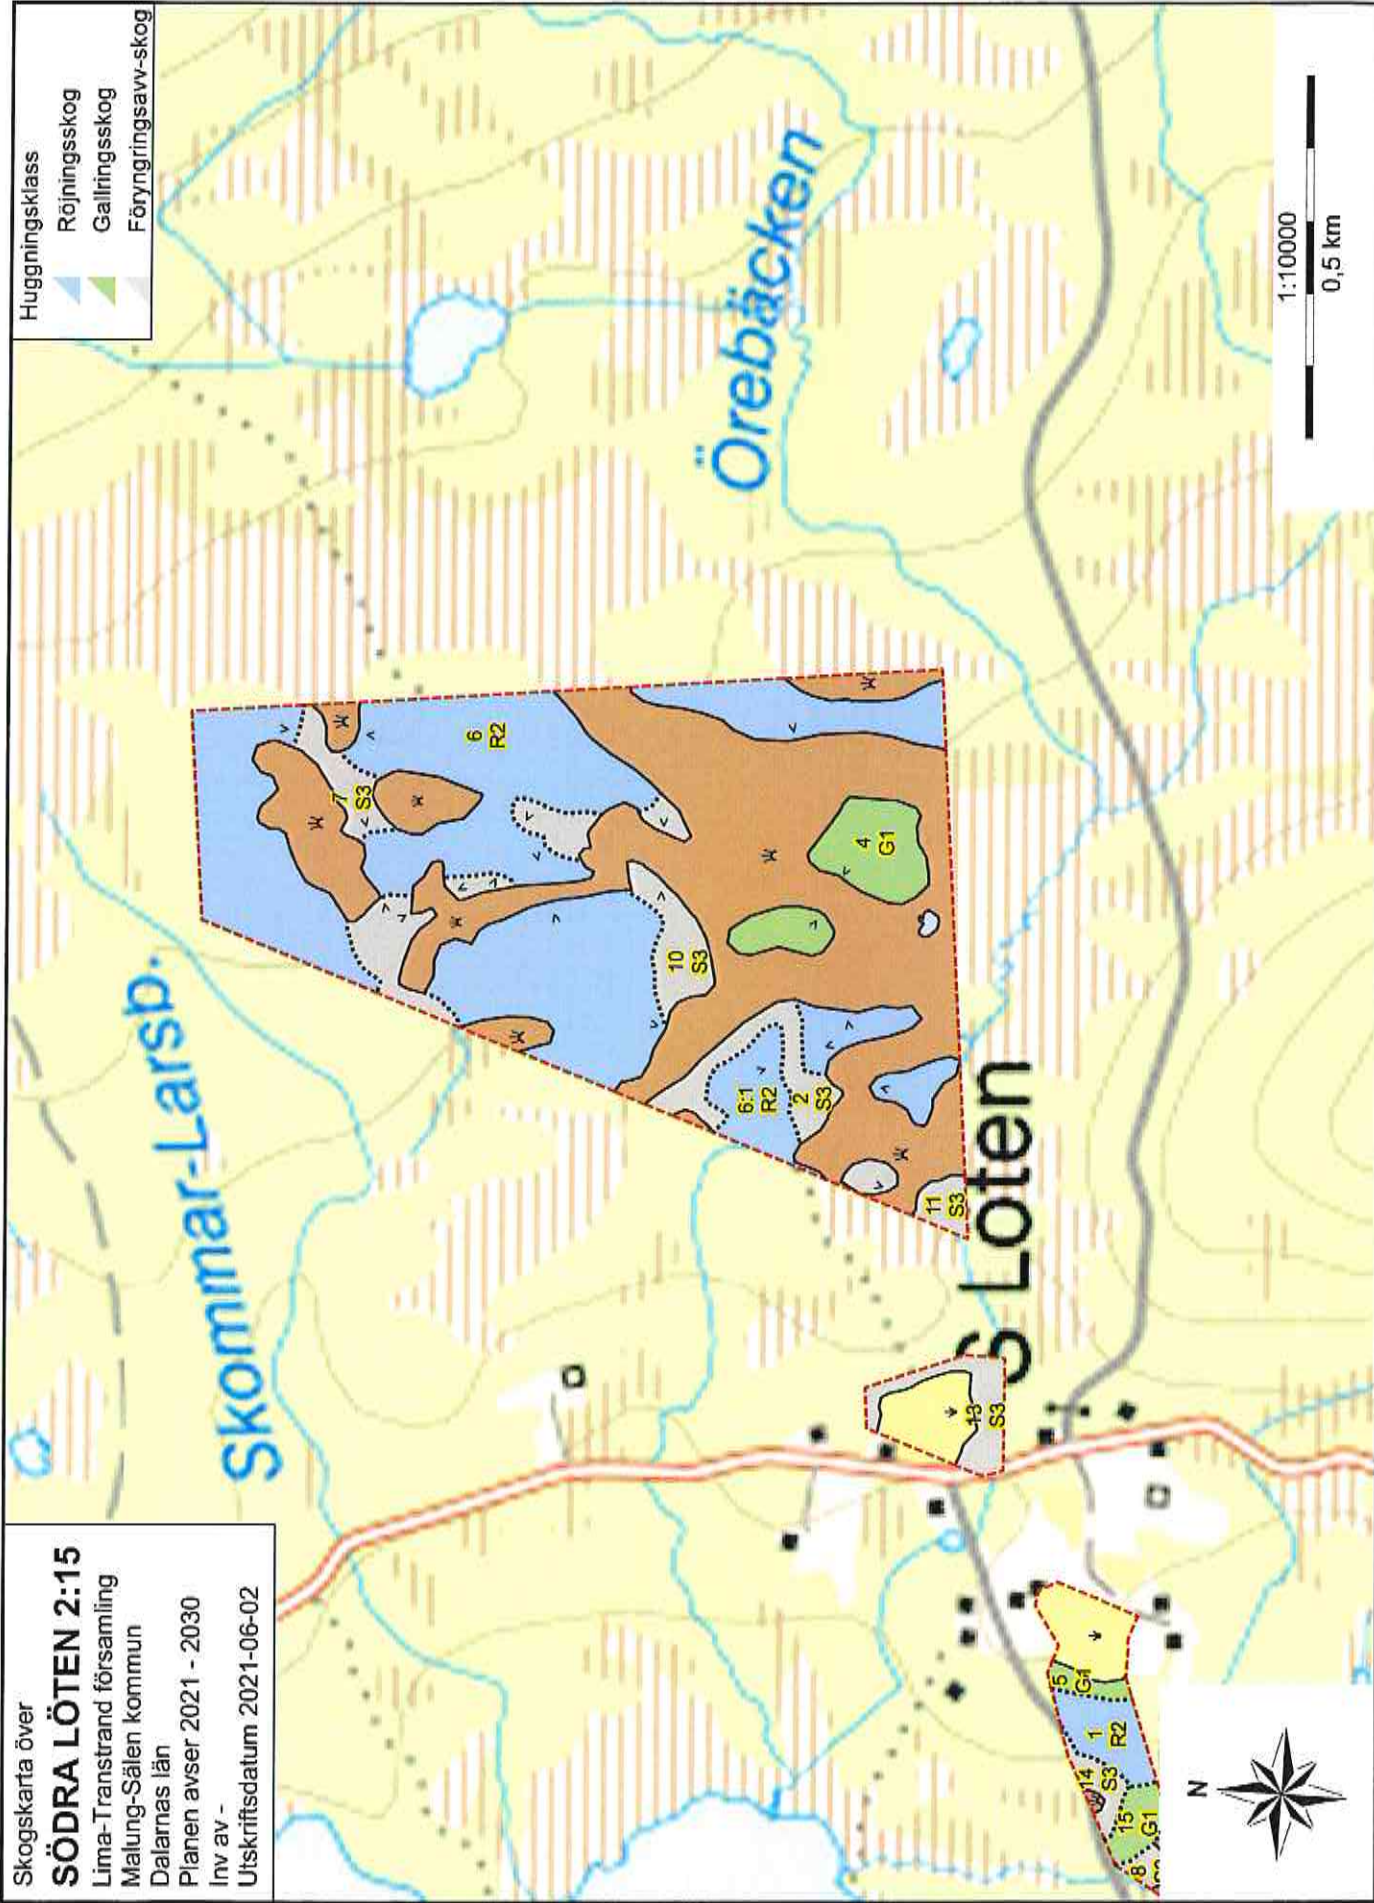 Skogskarta över
SÖDRA LÖTEN 2:15
Lima-Transtrand församling
Malung-Sälen kommun
Dalarnas län
Planen avser 2021 - 2030
Inv av -
Utskriftsdatum 2021-06-02
Huggningsklass
Röjningsskog
Gallringsskog
Föryngringsavv-skog
Skommar-Larsb.
Örebäcken
7
S3
6
R2
10
S3
4
G1
6:1
R2
2
S3
11
S3
S Loten
13
S3
5
G1
1
R2
14
S3
15
G1
8
N
1:10000
0,5 km